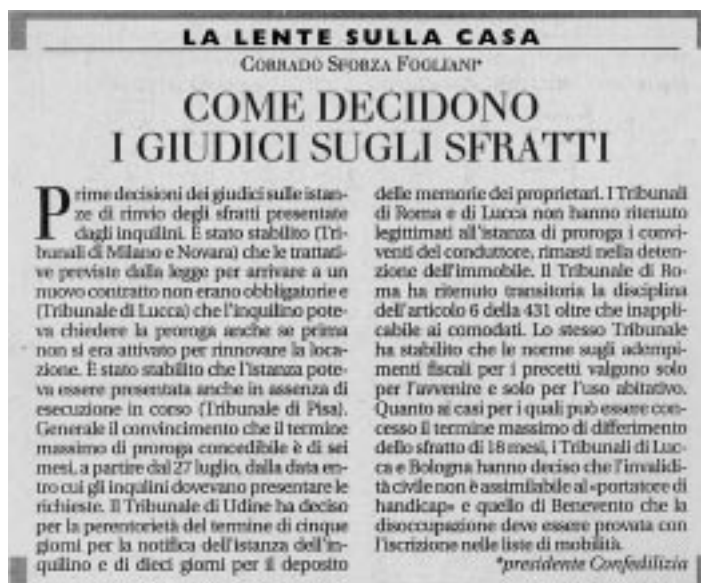 LA LENTE SULLA CASA
CORRADO SFORZA FOGLIANI*
COME DECIDONO
I GIUDICI SUGLI SFRATTI
Prime decisioni dei giudici sulle istan-
ze di rinvio degli sfratti presentate
dagli inquilini. È stato stabilito (Tri-
bunali di Milano e Novara) che le trattati-
ve previste dalla legge per arrivare a un
nuovo contratto non erano obbligatorie e
(Tribunale di Lucca) che l'inquilino pote-
va chiedere la proroga anche se prima
non si era attivato per rinnovare la loca-
zione. È stato stabilito che l'istanza pote-
va essere presentata anche in assenza di
esecuzione in corso (Tribunale di Pisa).
Generale il convincimento che il termine
massimo di proroga concedibile è di sei
mesi, a partire dal 27 luglio, dalla data en-
tro cui gli inquilini dovevano presentare le
richieste. Il Tribunale di Udine ha deciso
per la perentorietà del termine di cinque
giorni per la notifica dell'istanza dell'in-
quilino e di dieci giorni per il deposito
delle memorie dei proprietari. I Tribunali
di Roma e di Lucca non hanno ritenuto
legittimati all'istanza di proroga i convi-
venti del conduttore, rimasti nella deten-
zione dell'immobile. Il Tribunale di Ro-
ma ha ritenuto transitoria la disciplina
dell'articolo 6 della 431 oltre che inappli-
cabile ai comodati. Lo stesso Tribunale
ha stabilito che le norme sugli adempi-
menti fiscali per i precetti valgono solo
per l'avvenire e solo per l'uso abitativo.
Quanto ai casi per i quali può essere con-
cesso il termine massimo di differimento
dello sfratto di 18 mesi, i Tribunali di Luc-
ca e Bologna hanno deciso che l'invalidi-
tà civile non è assimilabile al «portatore di
handicap» e quello di Benevento che la
disoccupazione deve essere provata con
l'iscrizione nelle liste di mobilità.
*presidente Confedilizia